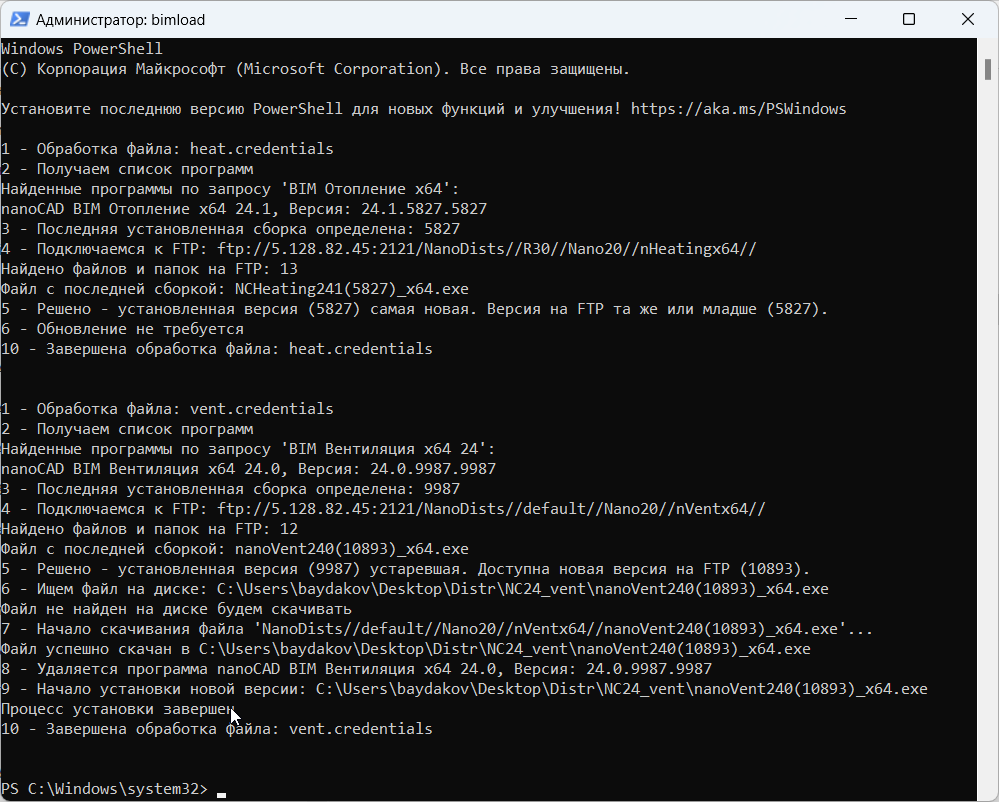 Администратор: bimload
Windows PowerShell
(C) Корпорация Майкрософт (Microsoft Corporation). Все права защищены.
Установите последнюю версию PowerShell для новых функций и улучшения! https://aka.ms/PSWindows
1 - Обработка файла: heat.credentials
2 - Получаем список программ
Найденные программы по запросу 'BIM Отопление x64':
nanoCAD BIM Отопление x64 24.1, Версия: 24.1.5827.5827
3 - Последняя установленная сборка определена: 5827
4 - Подключаемся к FTP: ftp://5.128.82.45:2121/NanoDists//R30//Nano20//nHeatingx64//
Найдено файлов и папок на FTP: 13
Файл с последней сборкой: NCHeating241(5827)_x64.exe
5 - Решено - установленная версия (5827) самая новая. Версия на FTP та же или младше (5827).
6 - Обновление не требуется
10 - Завершена обработка файла: heat.credentials
1 - Обработка файла: vent.credentials
2 - Получаем список программ
Найденные программы по запросу 'BIM Вентиляция x64 24':
nanoCAD BIM Вентиляция x64 24.0, Версия: 24.0.9987.9987
3 - Последняя установленная сборка определена: 9987
4 - Подключаемся к FTP: ftp://5.128.82.45:2121/NanoDists//default//Nano20//nVentx64//
Найдено файлов и папок на FTP: 12
Файл с последней сборкой: nanoVent240(10893)_x64.exe
5 - Решено - установленная версия (9987) устаревшая. Доступна новая версия на FTP (10893).
6 - Ищем файл на диске: C:\Users\baydakov\Desktop\Distr\NC24_vent\nanoVent240(10893)_x64.exe
Файл не найден на диске будем скачивать
7 - Начало скачивания файла 'NanoDists//default//Nano20//nVentx64//nanoVent240(10893)_x64.exe'...
Файл успешно скачан в C:\Users\baydakov\Desktop\Distr\NC24_vent\nanoVent240(10893)_x64.exe
8 - Удаляется программа nanoCAD BIM Вентиляция x64 24.0, Версия: 24.0.9987.9987
9 - Начало установки новой версии: C:\Users\baydakov\Desktop\Distr\NC24_vent\nanoVent240(10893)_x64.exe
Процесс установки завершен
10 - Завершена обработка файла: vent.credentials
PS C:\Windows\system32>